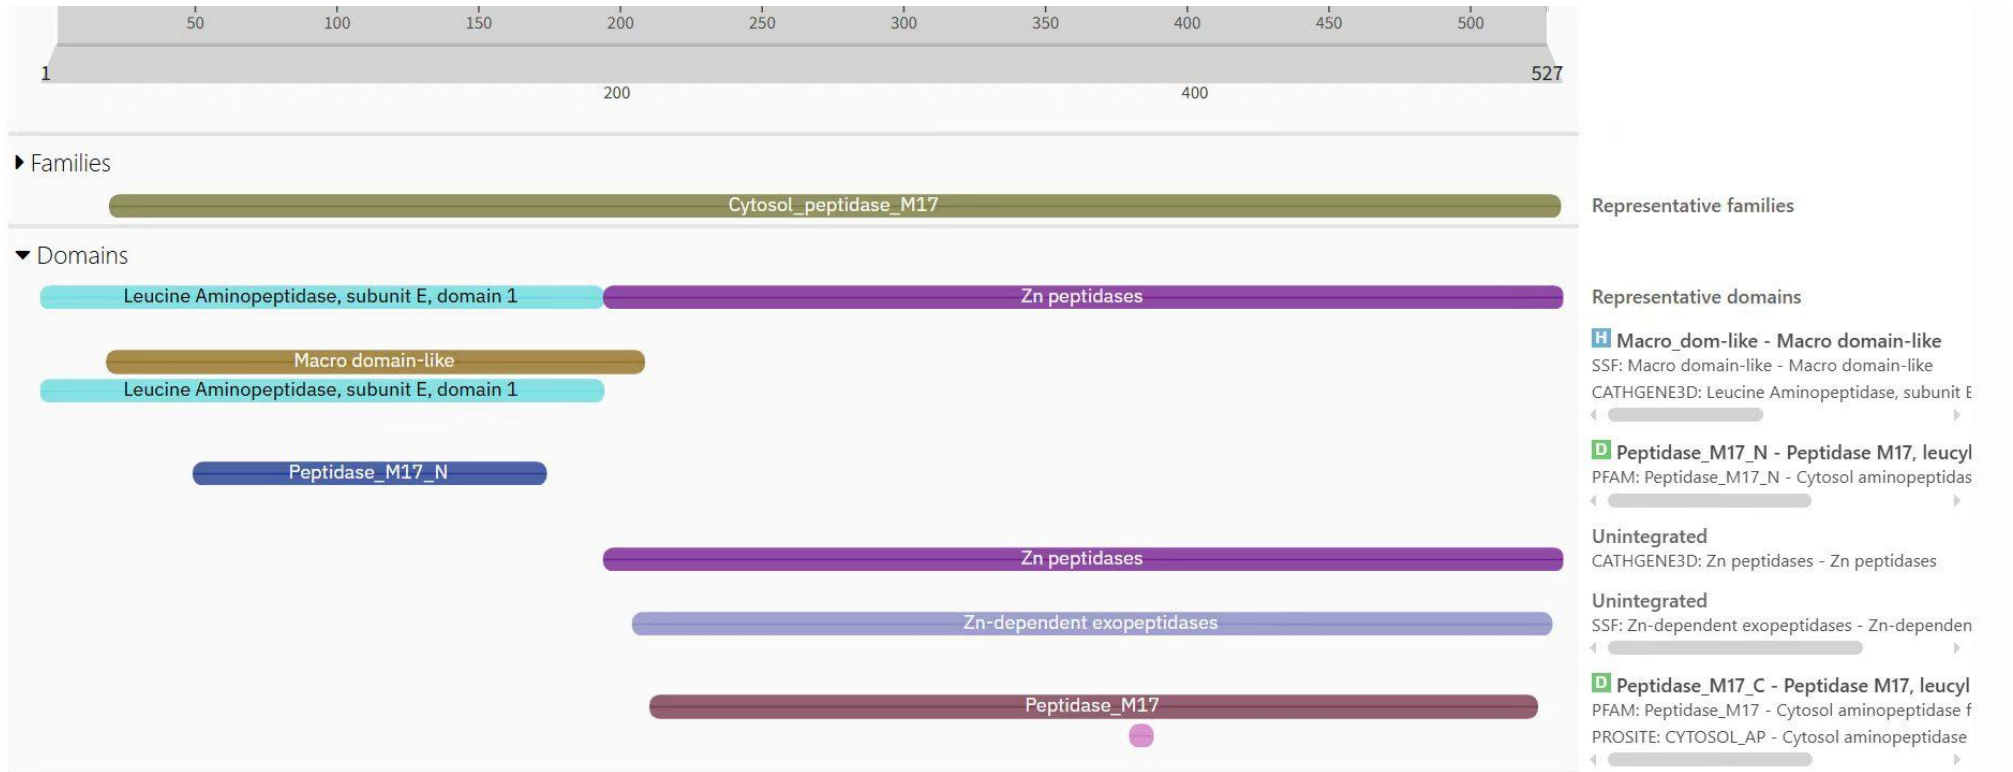 50 100 150 200 250 300 350 400 450 500
1 527
200 400
Families
Cytosol_peptidase_M17
Representative families
Domains
Leucine Aminopeptidase, subunit E, domain 1 Zn peptidases
Representative domains
Macro domain-like
H Macro_dom-like - Macro domain-like
SSF: Macro domain-like - Macro domain-like
Leucine Aminopeptidase, subunit E, domain 1
CATHGENE3D: Leucine Aminopeptidase, subunit E
Peptidase_M17_N
D Peptidase_M17_N - Peptidase M17, leucyl
PFAM: Peptidase_M17_N - Cytosol aminopeptidas
Zn peptidases
Unintegrated
CATHGENE3D: Zn peptidases - Zn peptidases
Zn-dependent exopeptidases
Unintegrated
SSF: Zn-dependent exopeptidases - Zn-dependen
Peptidase_M17
D Peptidase_M17_C - Peptidase M17, leucyl
PFAM: Peptidase_M17 - Cytosol aminopeptidase f
PROSITE: CYTOSOL_AP - Cytosol aminopeptidase